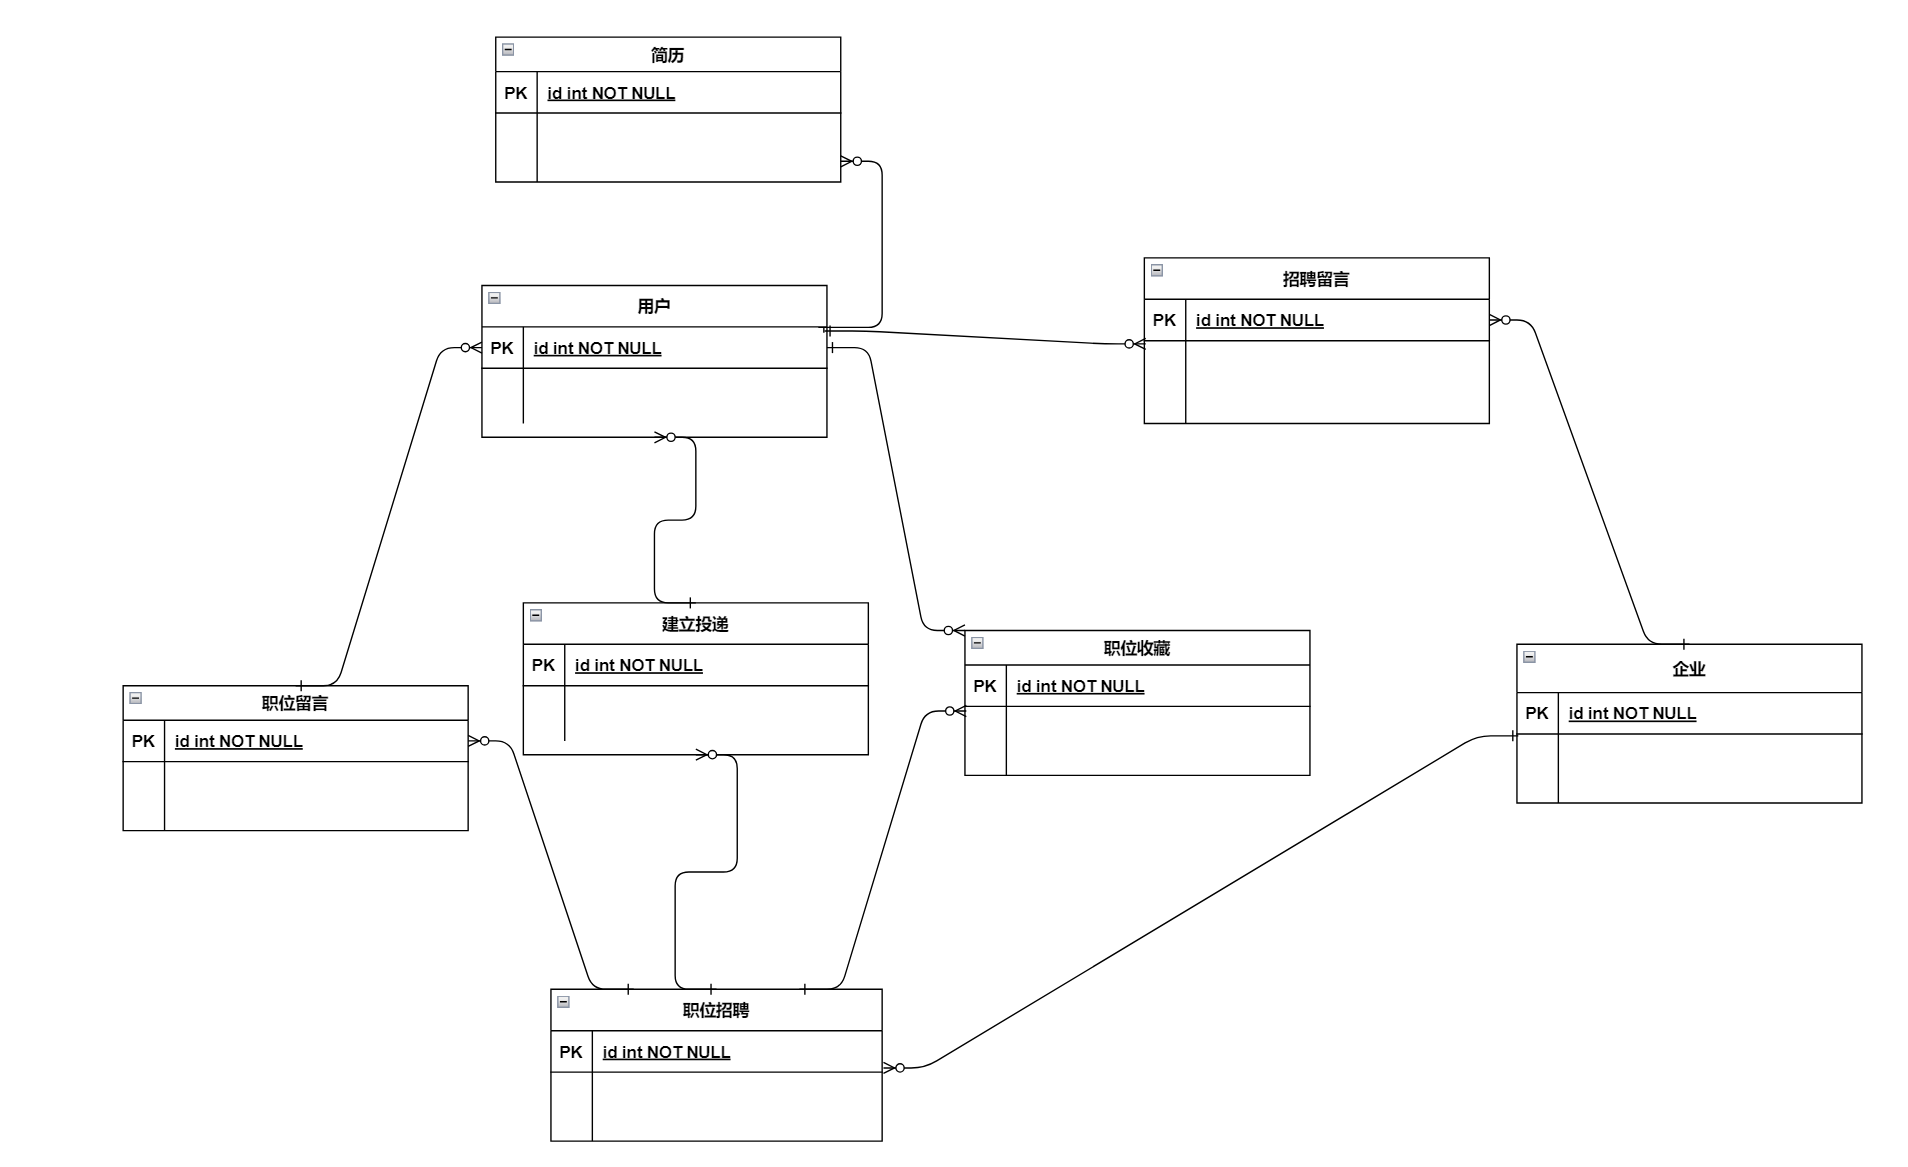 简历
PK id int NOT NULL
用户
PK id int NOT NULL
招聘留言
PK id int NOT NULL
建立投递
PK id int NOT NULL
职位收藏
PK id int NOT NULL
企业
PK id int NOT NULL
职位留言
PK id int NOT NULL
职位招聘
PK id int NOT NULL